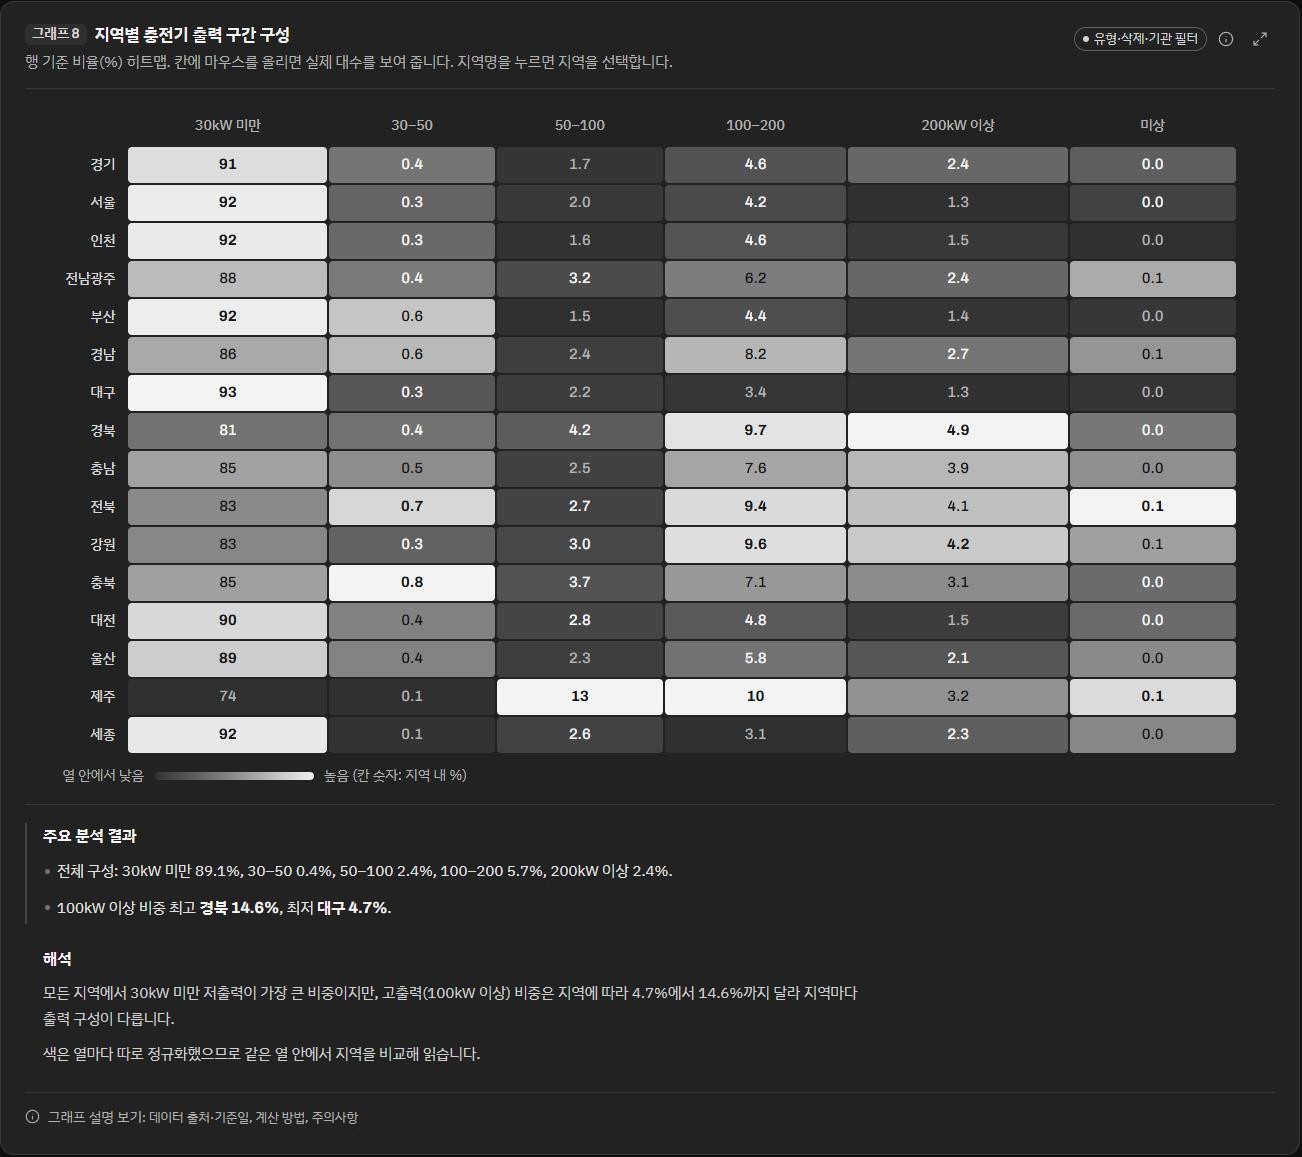 그래프 8 지역별 충전기 출력 구간 구성
유형·삭제·기관 필터
행 기준 비율(%) 히트맵. 칸에 마우스를 올리면 실제 대수를 보여 줍니다. 지역명을 누르면 지역을 선택합니다.
30kW 미만 30–50 50–100 100–200 200kW 이상 미상
경기 91 0.4 1.7 4.6 2.4 0.0
서울 92 0.3 2.0 4.2 1.3 0.0
인천 92 0.3 1.6 4.6 1.5 0.0
전남광주 88 0.4 3.2 6.2 2.4 0.1
부산 92 0.6 1.5 4.4 1.4 0.0
경남 86 0.6 2.4 8.2 2.7 0.1
대구 93 0.3 2.2 3.4 1.3 0.0
경북 81 0.4 4.2 9.7 4.9 0.0
충남 85 0.5 2.5 7.6 3.9 0.0
전북 83 0.7 2.7 9.4 4.1 0.1
강원 83 0.3 3.0 9.6 4.2 0.1
충북 85 0.8 3.7 7.1 3.1 0.0
대전 90 0.4 2.8 4.8 1.5 0.0
울산 89 0.4 2.3 5.8 2.1 0.0
제주 74 0.1 13 10 3.2 0.1
세종 92 0.1 2.6 3.1 2.3 0.0
열 안에서 낮음 높음 (칸 숫자: 지역 내 %)
주요 분석 결과
• 전체 구성: 30kW 미만 89.1%, 30–50 0.4%, 50–100 2.4%, 100–200 5.7%, 200kW 이상 2.4%.
• 100kW 이상 비중 최고 경북 14.6%, 최저 대구 4.7%.
해석
모든 지역에서 30kW 미만 저출력이 가장 큰 비중이지만, 고출력(100kW 이상) 비중은 지역에 따라 4.7%에서 14.6%까지 달라 지역마다
출력 구성이 다릅니다.
색은 열마다 따로 정규화했으므로 같은 열 안에서 지역을 비교해 읽습니다.
그래프 설명 보기: 데이터 출처·기준일, 계산 방법, 주의사항